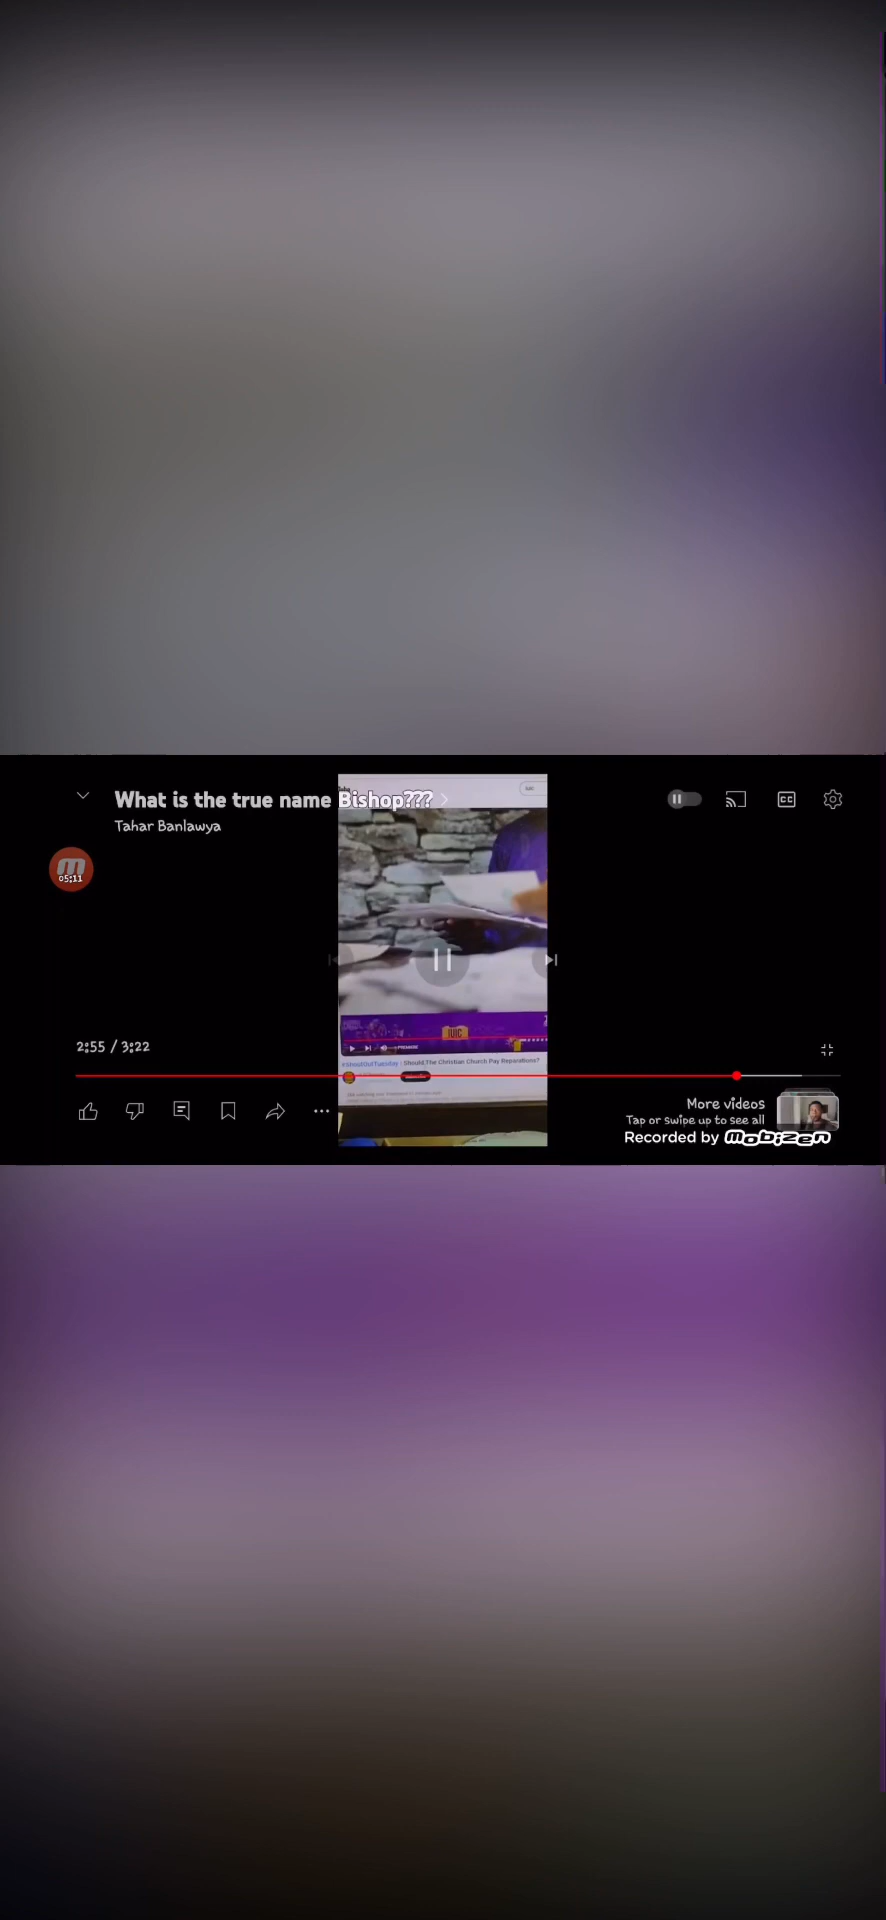 What is the true name Bishop???
Tahar Banlawya
05:11
IUIC
#ShoutOutTuesday : Should The Christian Church Pay Reparations?
2:55 / 3:22
More videos
Tap or swipe up to see all
Recorded by mobizen